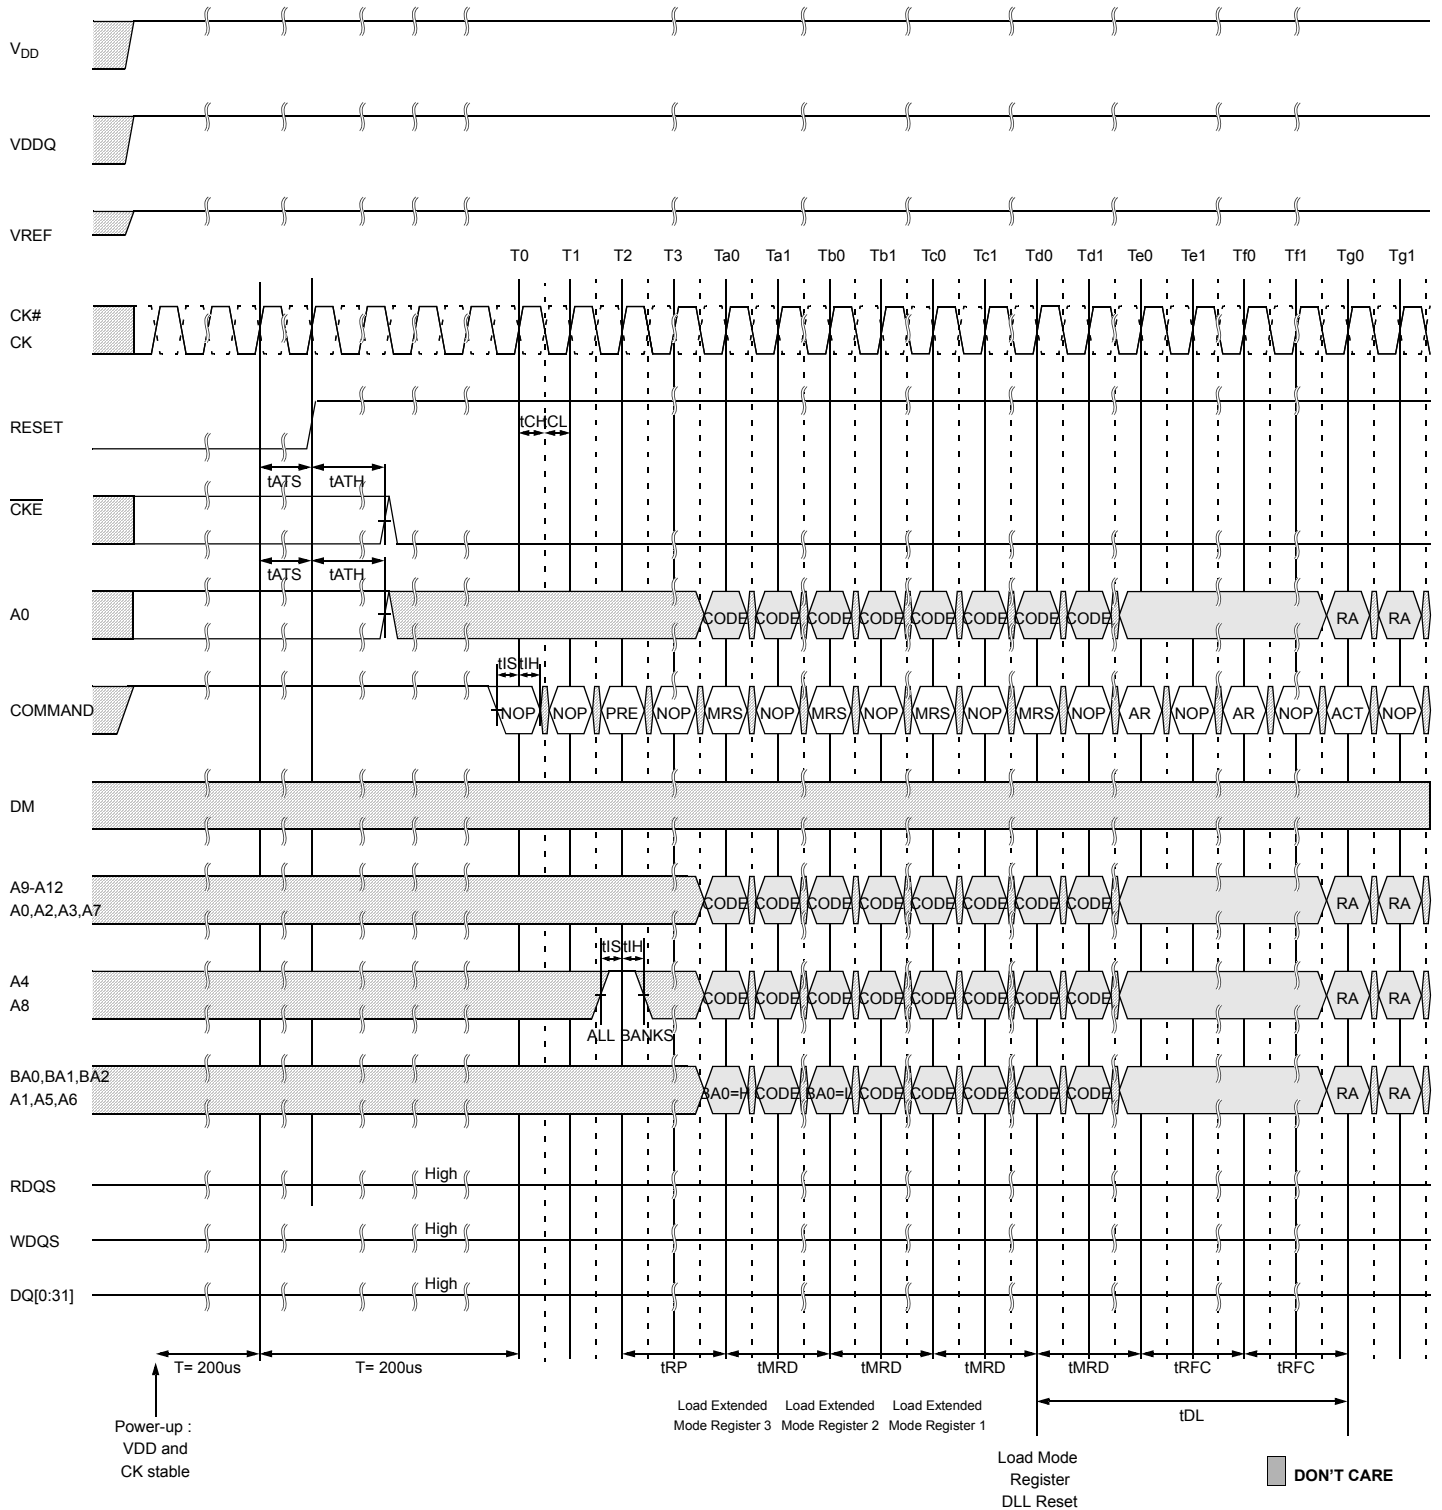 VDD
VDDQ
VREF
T0 T1 T2 T3 Ta0 Ta1 Tb0 Tb1 Tc0 Tc1 Td0 Td1 Te0 Te1 Tf0 Tf1 Tg0 Tg1
CK#
CK
RESET
tCH tCL
tATS tATH
CKE
tATS tATH
A0
CODE CODE CODE CODE CODE CODE CODE CODE RA RA
tIS tIH
COMMAND
NOP NOP PRE NOP MRS NOP MRS NOP MRS NOP MRS NOP AR NOP AR NOP ACT NOP
DM
A9-A12
A0,A2,A3,A7
CODE CODE CODE CODE CODE CODE CODE CODE RA RA
tIS tIH
A4
A8
CODE CODE CODE CODE CODE CODE CODE CODE RA RA
ALL BANKS
BA0,BA1,BA2
A1,A5,A6
BA0=H CODE BA0=L CODE CODE CODE CODE CODE RA RA
RDQS High
WDQS High
DQ[0:31] High
T= 200us T= 200us tRP tMRD tMRD tMRD tMRD tRFC tRFC
Load Extended Load Extended Load Extended
Mode Register 3 Mode Register 2 Mode Register 1
tDL
Power-up :
VDD and
CK stable
Load Mode
Register
DLL Reset
DON'T CARE